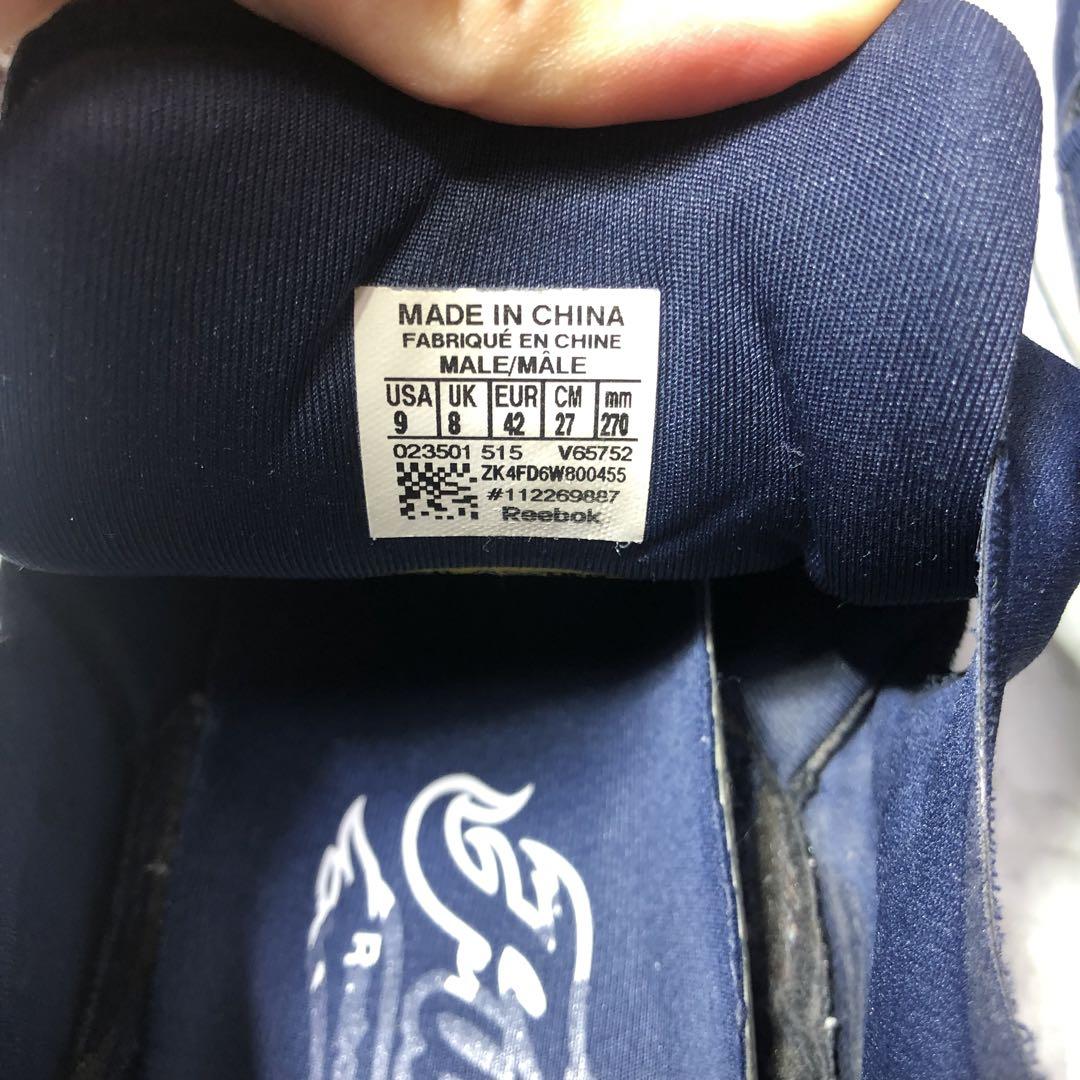 MADE IN CHINA
FABRIQUÉ EN CHINE
MALE/MÂLE
USA UK EUR CM mm
9 8 42 27 270
023501 515 V65752
ZK4FD6W800455
#112269887
Reebok
R